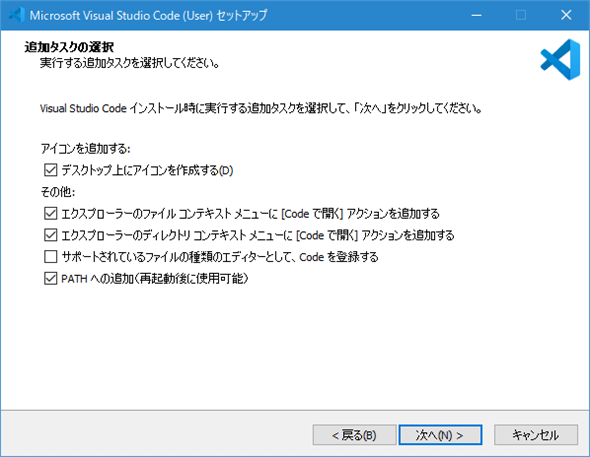 Microsoft Visual Studio Code (User) セットアップ
追加タスクの選択
実行する追加タスクを選択してください。
Visual Studio Code インストール時に実行する追加タスクを選択して、「次へ」をクリックしてください。
アイコンを追加する:
デスクトップ上にアイコンを作成する(D)
その他:
エクスプローラーのファイル コンテキスト メニューに [Code で開く] アクションを追加する
エクスプローラーのディレクトリ コンテキスト メニューに [Code で開く] アクションを追加する
サポートされているファイルの種類のエディターとして、Code を登録する
PATH への追加（再起動後に使用可能）
< 戻る(B) 次へ(N) > キャンセル